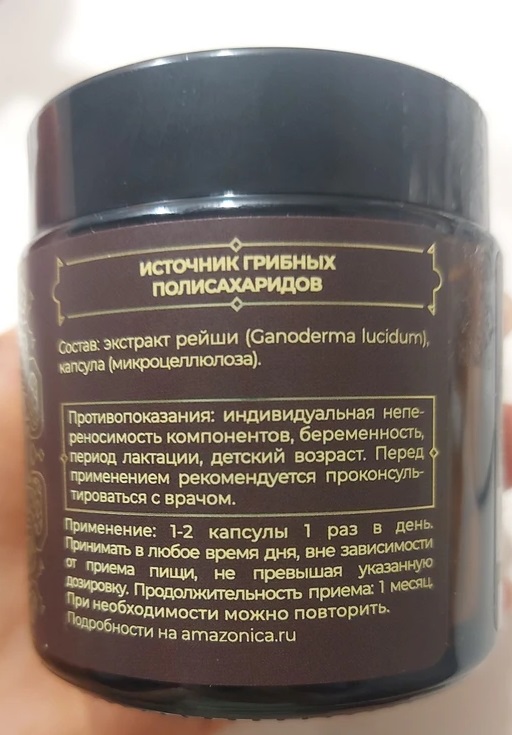 ИСТОЧНИК ГРИБНЫХ
ПОЛИСАХАРИДОВ
Состав: экстракт рейши (Ganoderma lucidum),
капсула (микроцеллюлоза).
Противопоказания: индивидуальная непе-
реносимость компонентов, беременность,
период лактации, детский возраст. Перед
применением рекомендуется проконсуль-
тироваться с врачом.
Применение: 1-2 капсулы 1 раз в день.
Принимать в любое время дня, вне зависимости
от приема пищи, не превышая указанную
дозировку. Продолжительность приема: 1 месяц.
При необходимости можно повторить.
Подробности на amazonica.ru